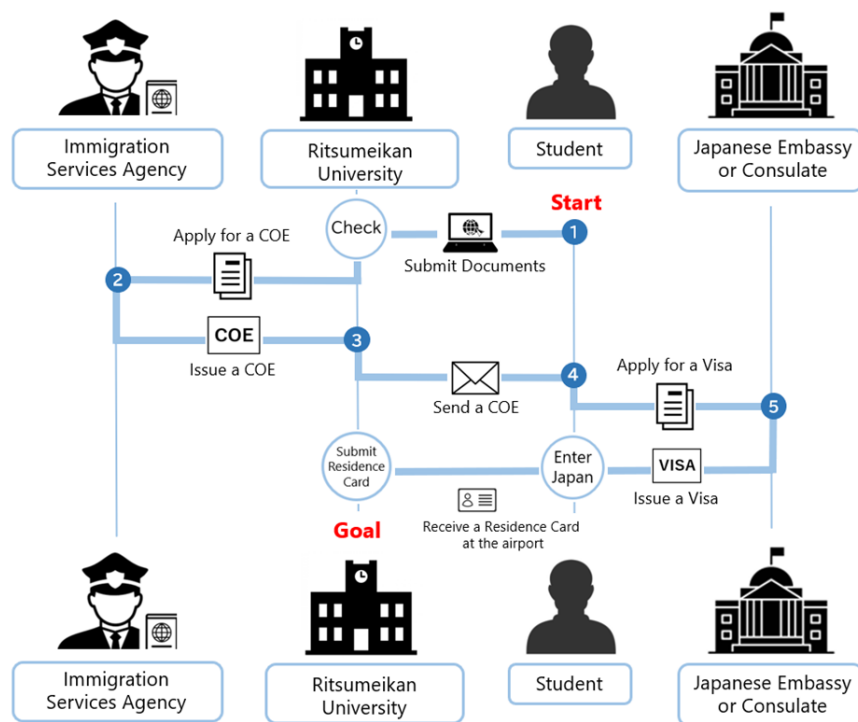 Immigration
Services Agency
Ritsumeikan
University
Student
Japanese Embassy
or Consulate
Start
Check
1
Apply for a COE
Submit Documents
2
COE
3
Issue a COE
4
Apply for a Visa
Send a COE
5
Submit
Residence
Card
Enter
Japan
VISA
Issue a Visa
Goal
Receive a Residence Card
at the airport
Immigration
Services Agency
Ritsumeikan
University
Student
Japanese Embassy
or Consulate